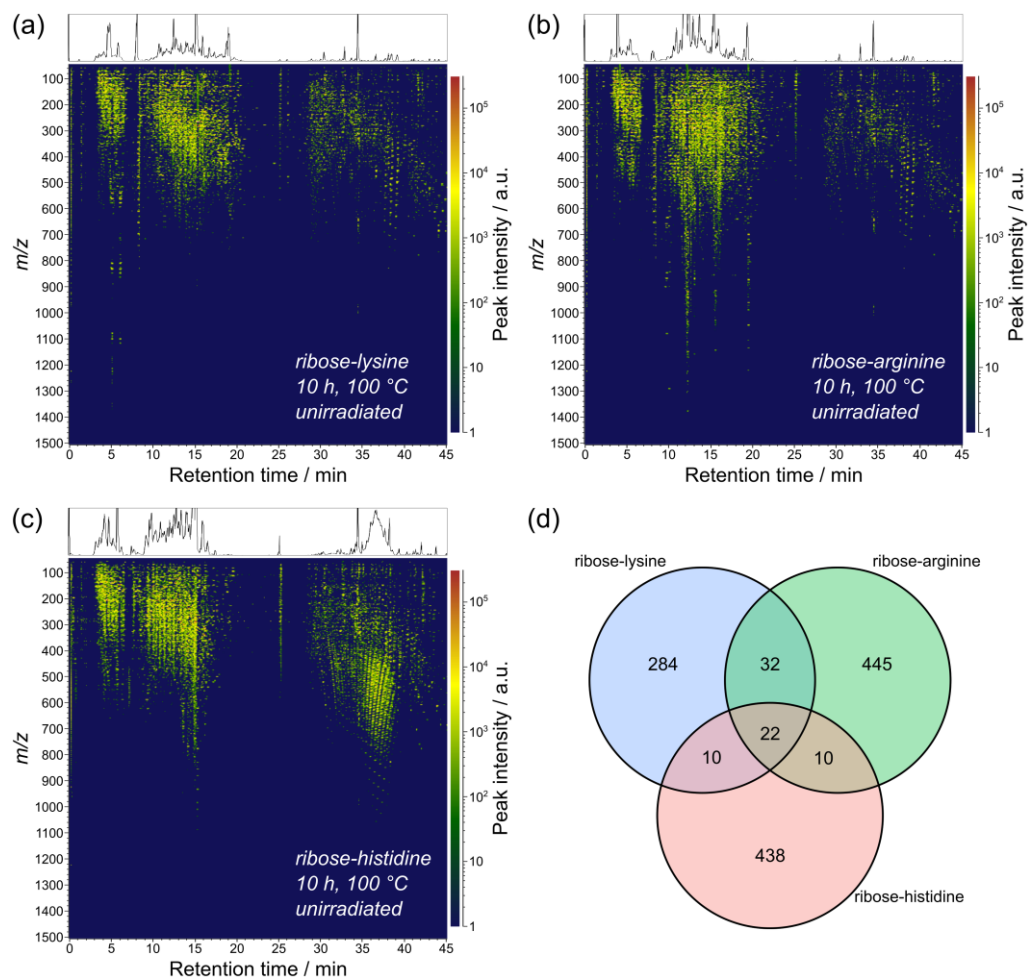 (a)
100
200
300
400
500
600
700
800
900
1000
1100
1200
1300
1400
1500
m/z
0 5 10 15 20 25 30 35 40 45
Retention time / min
ribose-lysine
10 h, 100 °C
unirradiated
10⁵
10⁴
10³
10²
10
1
Peak intensity / a.u.
(b)
100
200
300
400
500
600
700
800
900
1000
1100
1200
1300
1400
1500
m/z
0 5 10 15 20 25 30 35 40 45
Retention time / min
ribose-arginine
10 h, 100 °C
unirradiated
10⁵
10⁴
10³
10²
10
1
Peak intensity / a.u.
(c)
100
200
300
400
500
600
700
800
900
1000
1100
1200
1300
1400
1500
m/z
0 5 10 15 20 25 30 35 40 45
Retention time / min
ribose-histidine
10 h, 100 °C
unirradiated
10⁵
10⁴
10³
10²
10
1
Peak intensity / a.u.
(d)
ribose-lysine
ribose-arginine
284
32
445
22
10
10
438
ribose-histidine